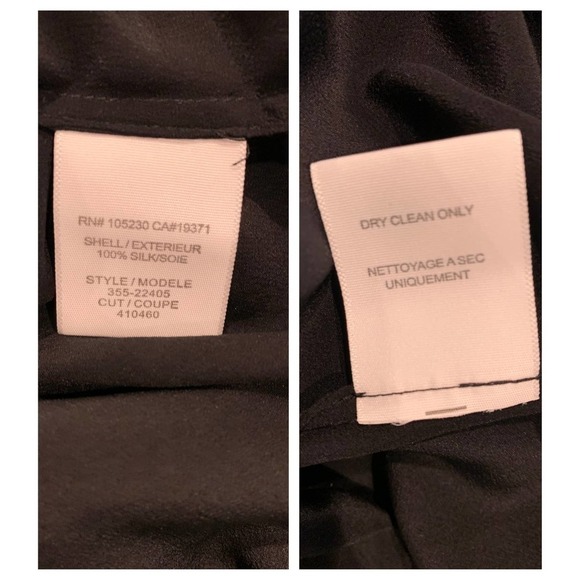 RN# 105230 CA#19371
SHELL / EXTERIEUR
100% SILK/SOIE
STYLE / MODELE
355-22405
CUT / COUPE
410460
DRY CLEAN ONLY
NETTOYAGE A SEC
UNIQUEMENT